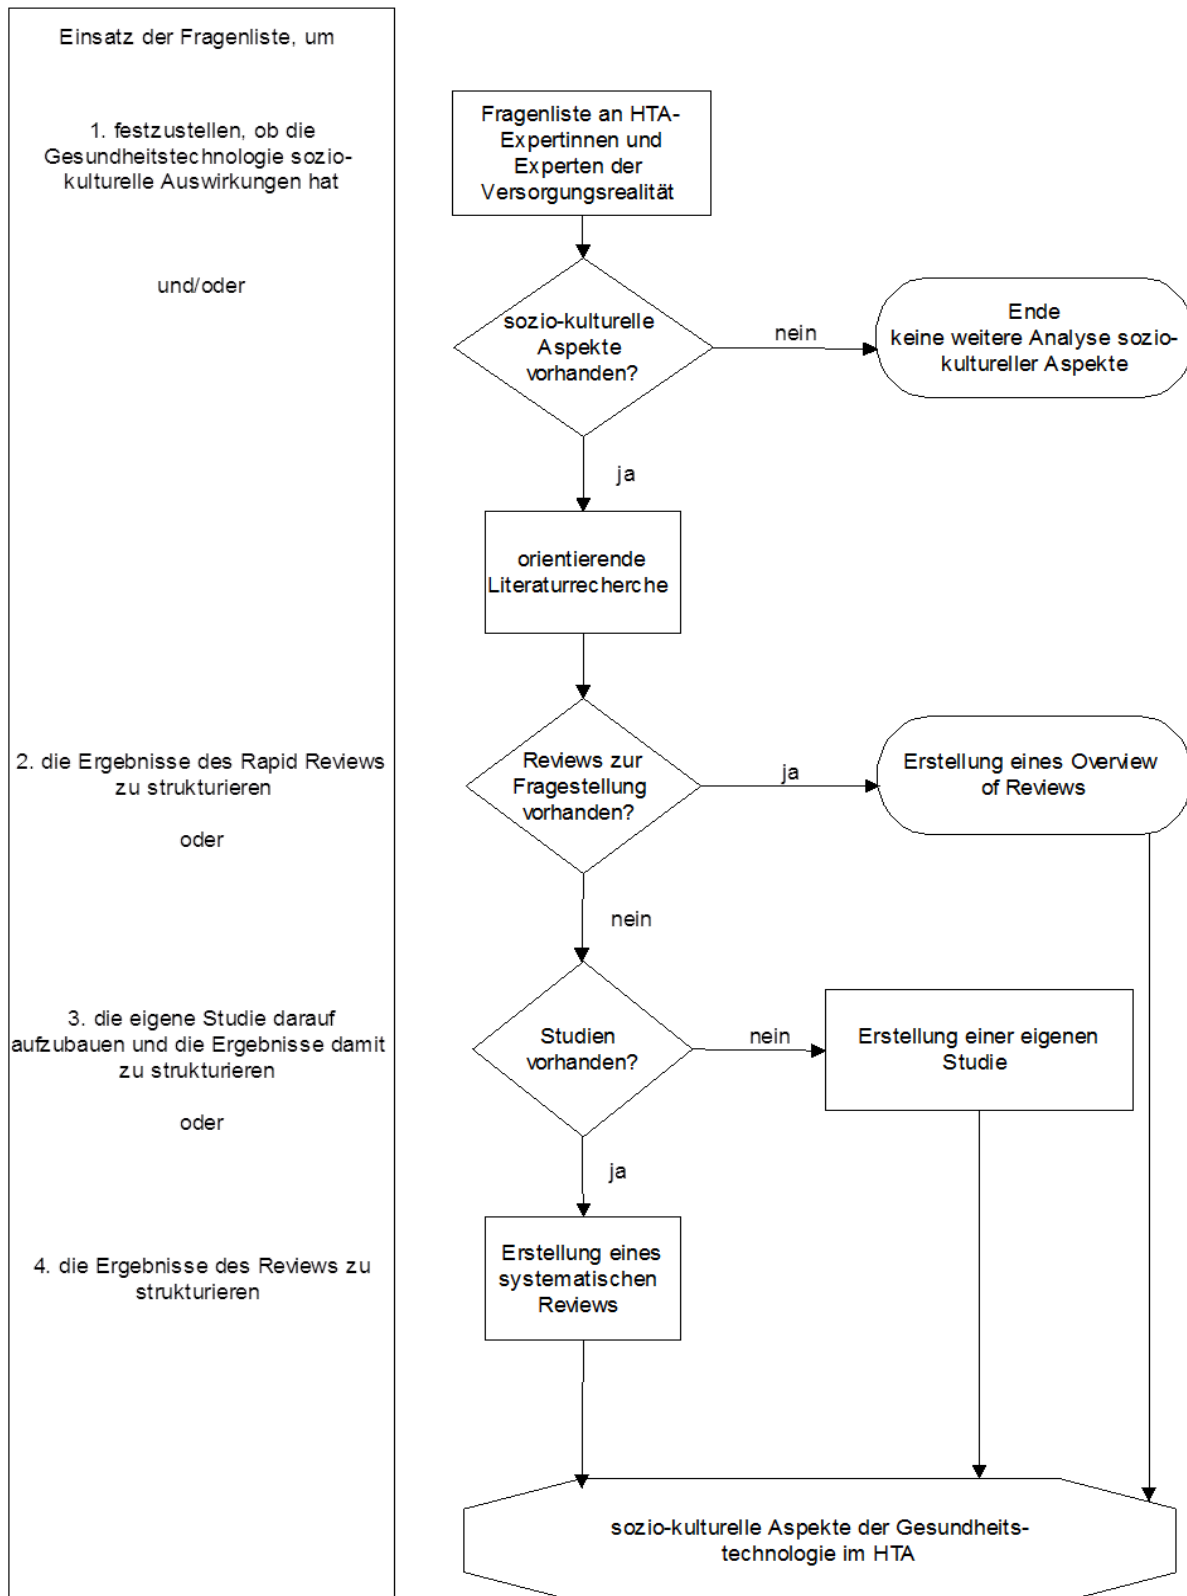 Einsatz der Fragenliste, um
1. festzustellen, ob die
Gesundheitstechnologie sozio-
kulturelle Auswirkungen hat
und/oder
2. die Ergebnisse des Rapid Reviews
zu strukturieren
oder
3. die eigene Studie darauf
aufzubauen und die Ergebnisse damit
zu strukturieren
oder
4. die Ergebnisse des Reviews zu
strukturieren
Fragenliste an HTA-
Expertinnen und
Experten der
Versorgungsrealität
sozio-kulturelle
Aspekte
vorhanden?
nein
Ende
keine weitere Analyse sozio-
kultureller Aspekte
ja
orientierende
Literaturrecherche
Reviews zur
Fragestellung
vorhanden?
ja
Erstellung eines Overview
of Reviews
nein
Studien
vorhanden?
nein
Erstellung einer eigenen
Studie
ja
Erstellung eines
systematischen
Reviews
sozio-kulturelle Aspekte der Gesundheits-
technologie im HTA